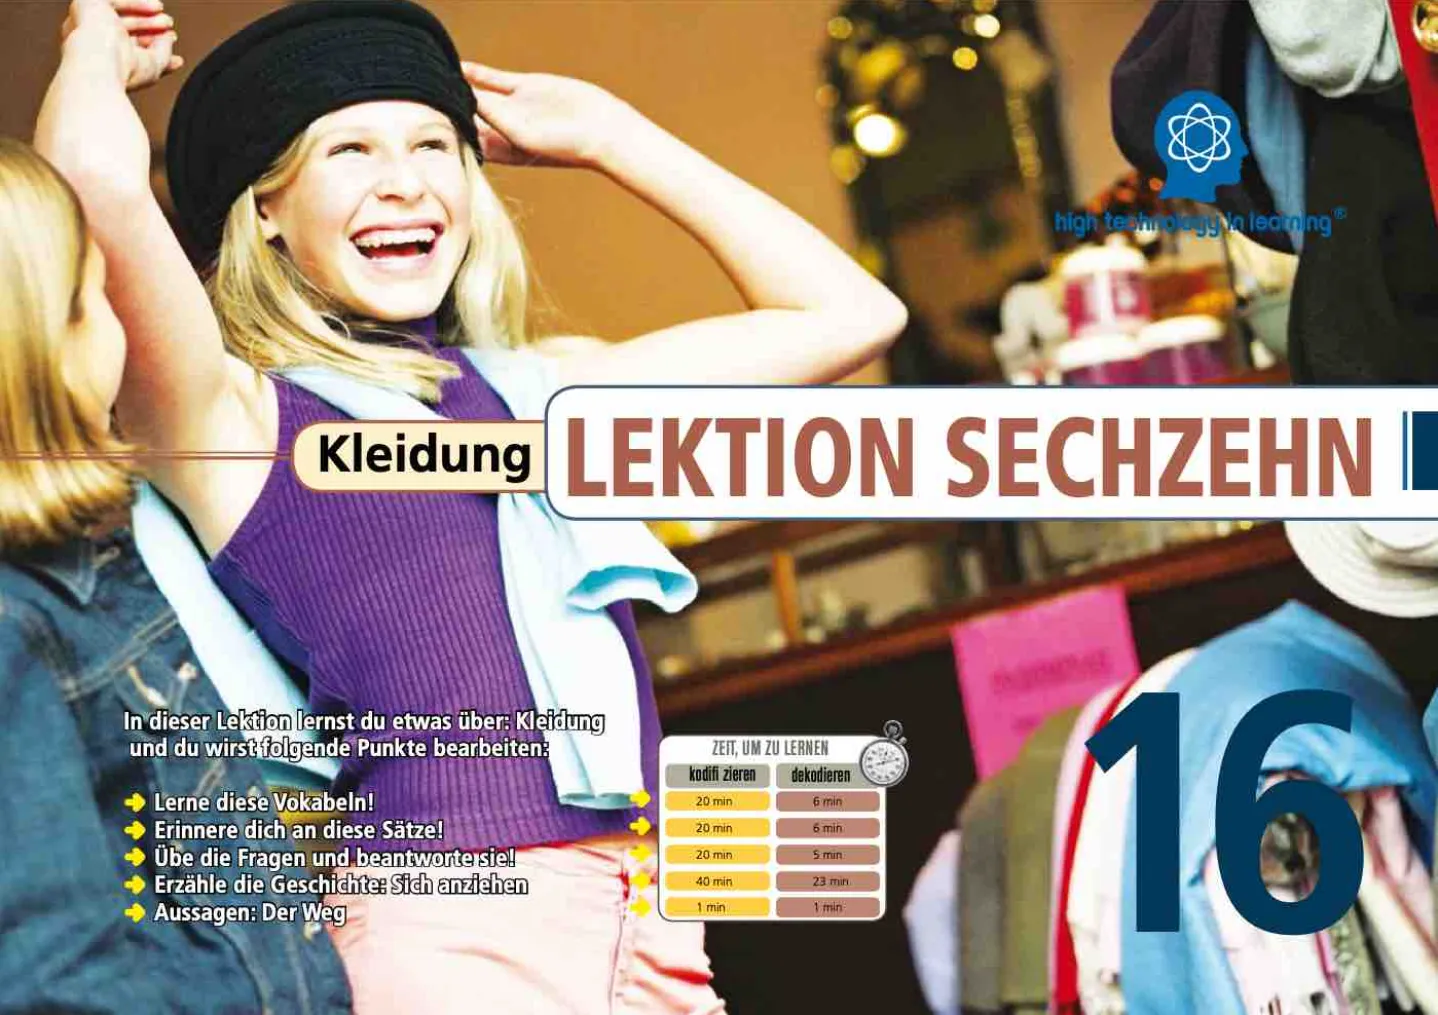 high technology in learning®
Kleidung
LEKTION SECHZEHN
In dieser Lektion lernst du etwas über: Kleidung
und du wirst folgende Punkte bearbeiten:
Lerne diese Vokabeln!
Erinnere dich an diese Sätze!
Übe die Fragen und beantworte sie!
Erzähle die Geschichte: Sich anziehen
Aussagen: Der Weg
ZEIT, UM ZU LERNEN
kodifi zieren dekodieren
20 min 6 min
20 min 6 min
20 min 5 min
40 min 23 min
1 min 1 min
16